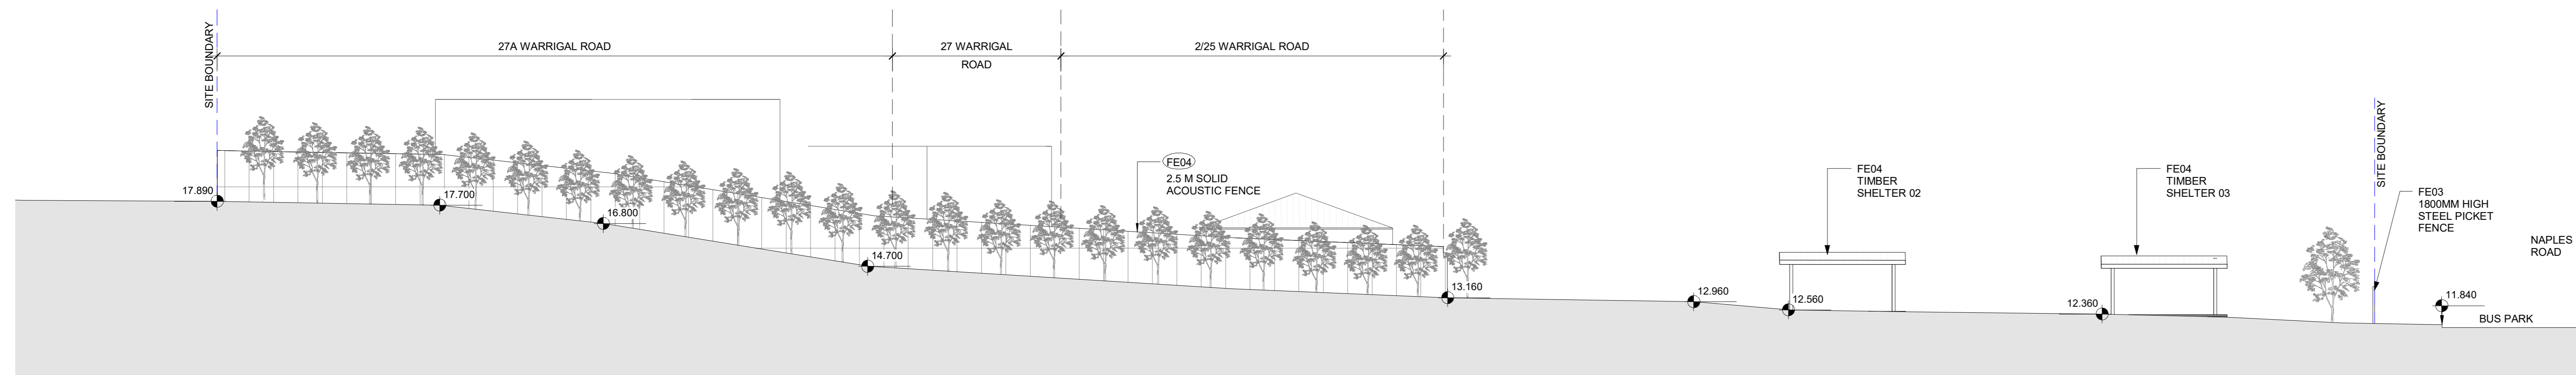 SITE BOUNDARY
27A WARRIGAL ROAD
27 WARRIGAL
ROAD
2/25 WARRIGAL ROAD
17.890
17.700
16.800
14.700
FE04
2.5 M SOLID
ACOUSTIC FENCE
13.160
12.960
12.560
FE04
TIMBER
SHELTER 02
12.360
FE04
TIMBER
SHELTER 03
SITE BOUNDARY
FE03
1800MM HIGH
STEEL PICKET
FENCE
11.840
BUS PARK
NAPLES
ROAD